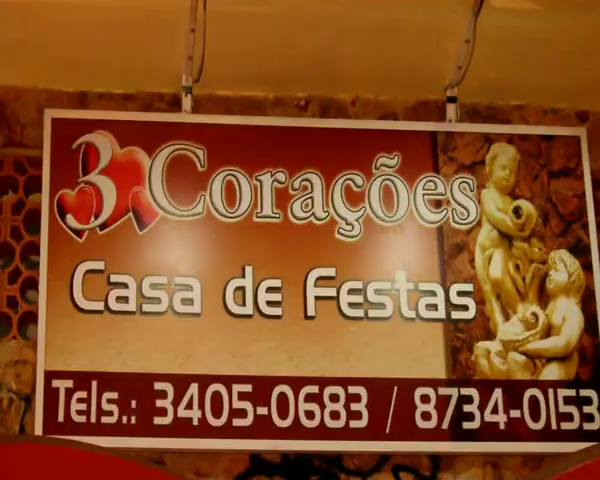 3 Corações
Casa de Festas
Tels.: 3405-0683 / 8734-0153